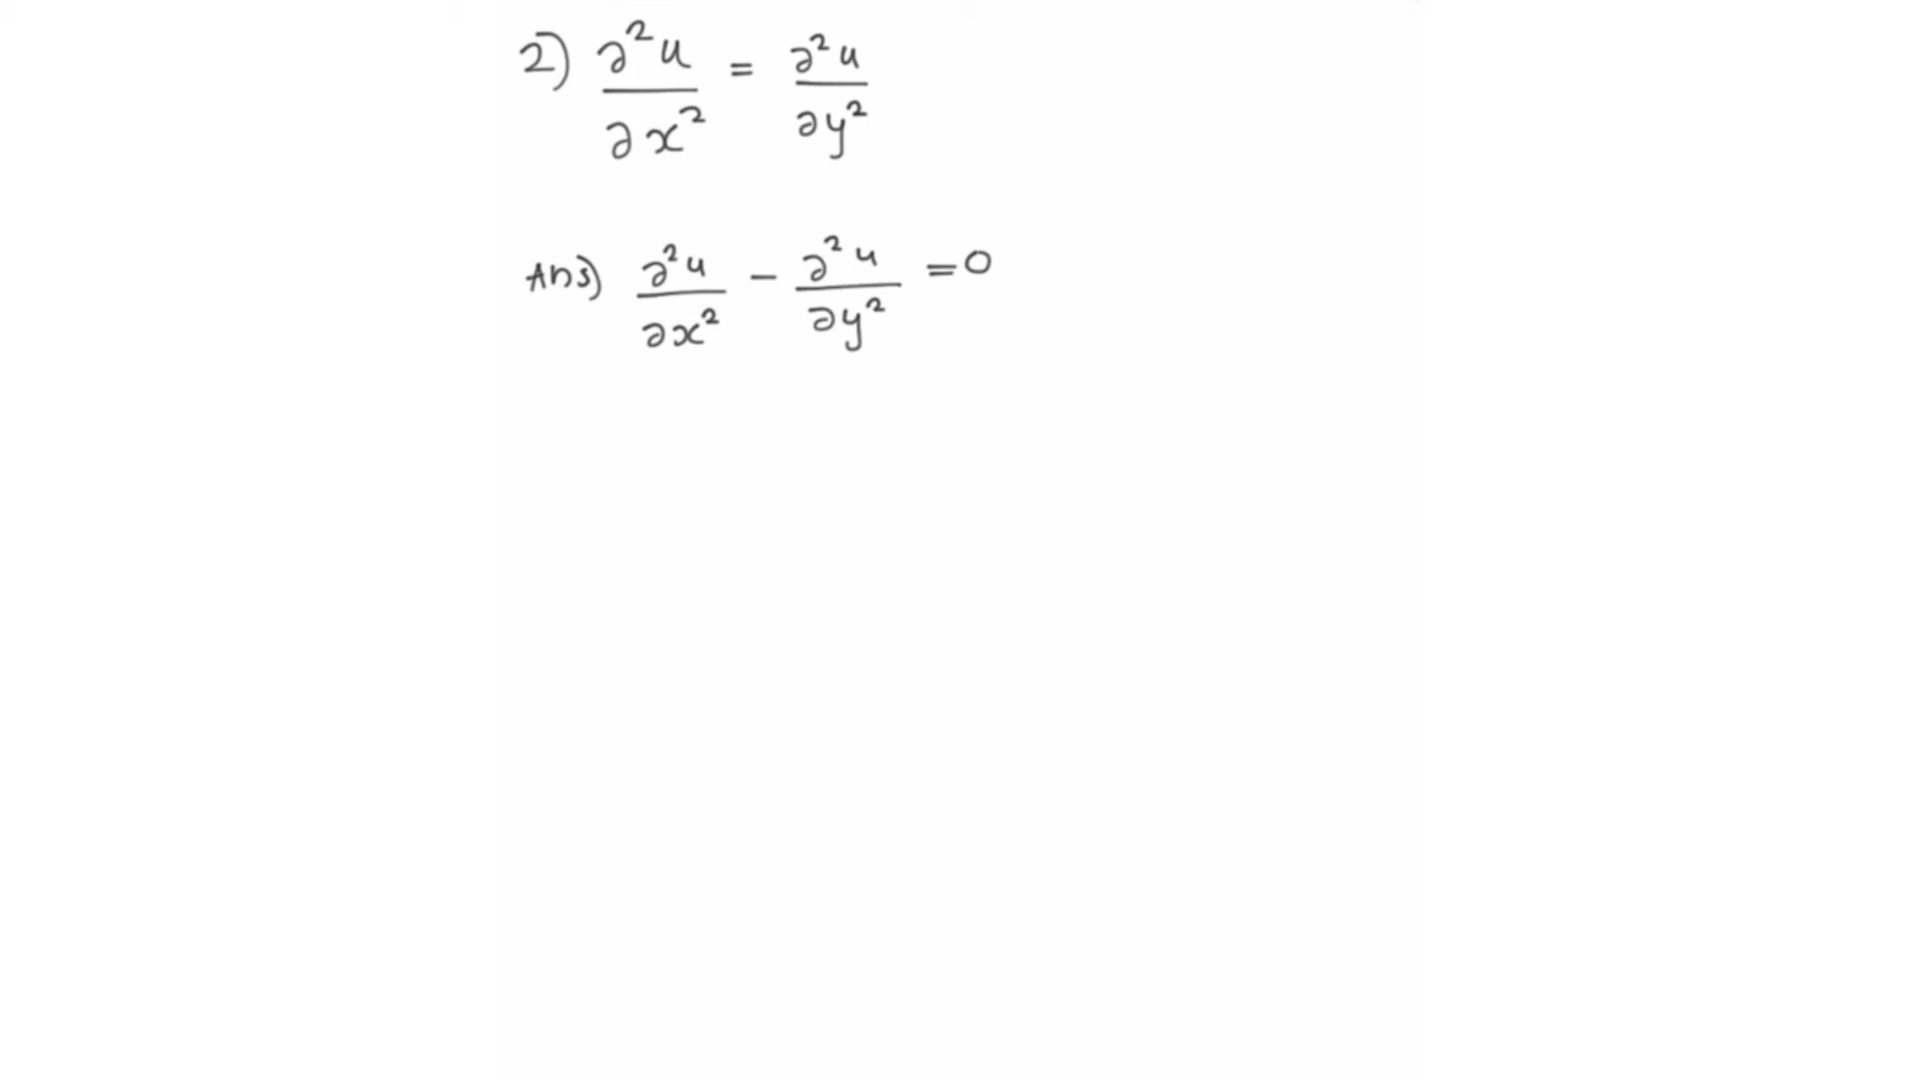 2) ∂²u/∂x² = ∂²u/∂y²
Ans) ∂²u/∂x² − ∂²u/∂y² = 0